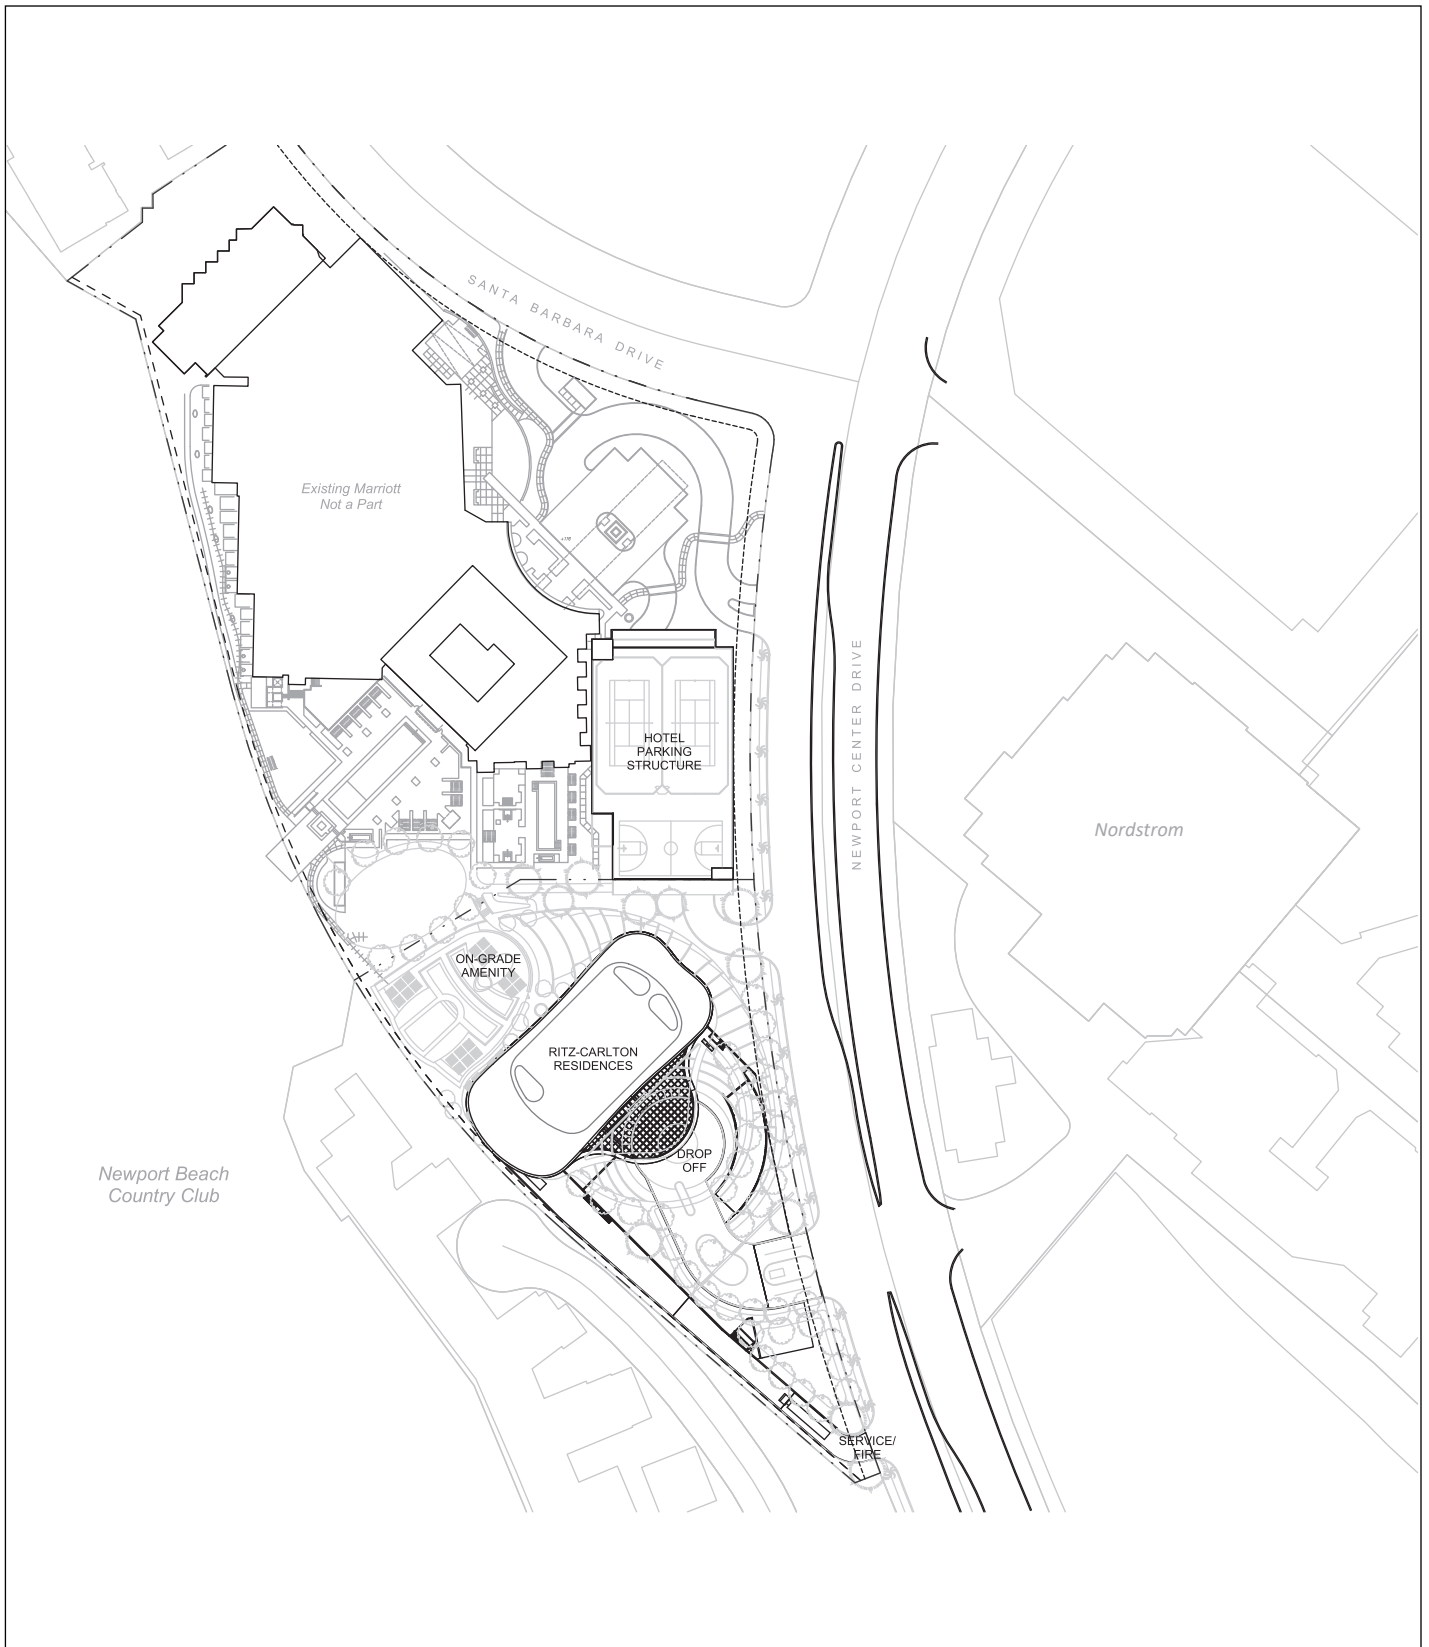 SANTA BARBARA DRIVE
Existing Marriott
Not a Part
NEWPORT CENTER DRIVE
HOTEL
PARKING
STRUCTURE
Nordstrom
ON-GRADE
AMENITY
RITZ-CARLTON
RESIDENCES
DROP
OFF
Newport Beach
Country Club
SERVICE/
FIRE